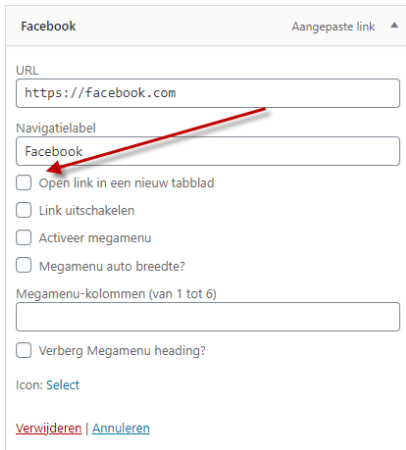 Facebook Aangepaste link
URL
https://facebook.com
Navigatielabel
Facebook
Open link in een nieuw tabblad
Link uitschakelen
Activeer megamenu
Megamenu auto breedte?
Megamenu-kolommen (van 1 tot 6)
Verberg Megamenu heading?
Icon: Select
Verwijderen | Annuleren